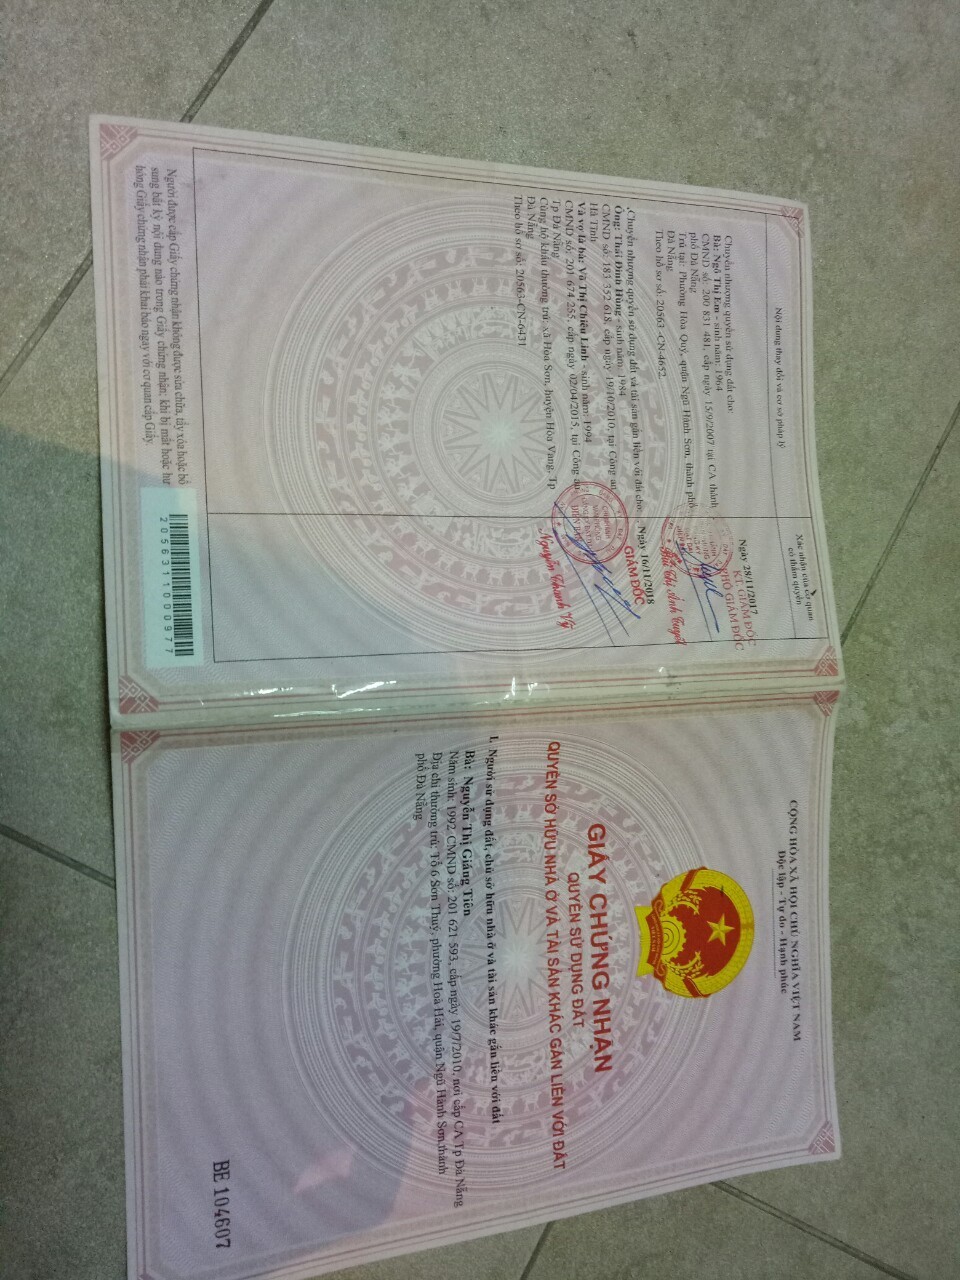 Nội dung thay đổi và cơ sở pháp lý
Xác nhận của cơ quan
có thẩm quyền
Chuyển nhượng quyền sử dụng đất cho:
Bà: Ngô Thị Em - sinh năm: 1964
CMND số: 200 831 481, cấp ngày 15/9/2007 tại CA thành
phố Đà Nẵng
Trú tại: Phường Hòa Quý, quận Ngũ Hành Sơn, thành phố
Đà Nẵng.
Theo hồ sơ số: 20563 -CN-4652.
Ngày 28/11/2017
KT. GIÁM ĐỐC
PHÓ GIÁM ĐỐC
Bùi Thị Ánh Tuyết
Chuyển nhượng quyền sử dụng đất và tài sản gắn liền với đất cho:
Ông: Thái Đình Hùng - sinh năm: 1984
CMND số: 183 352 618, cấp ngày 19/10/2010, tại Công an
Hà Tĩnh
Và vợ là bà: Võ Thị Chiêu Linh - sinh năm: 1994
CMND số: 201 674 255, cấp ngày 02/04/2015, tại Công an
Tp Đà Nẵng
Cùng hộ khẩu thường trú: xã Hòa Sơn, huyện Hòa Vang, Tp
Đà Nẵng
Theo hồ sơ số: 20563-CN-6431
Ngày 16/11/2018
GIÁM ĐỐC
Nguyễn Thanh Vỹ
Người được cấp Giấy chứng nhận không được sửa chữa, tẩy xóa hoặc bổ
sung bất kỳ nội dung nào trong Giấy chứng nhận; khi bị mất hoặc hư
hỏng Giấy chứng nhận phải khai báo ngay với cơ quan cấp Giấy.
205631100097 7
CỘNG HÒA XÃ HỘI CHỦ NGHĨA VIỆT NAM
Độc lập - Tự do - Hạnh phúc
GIẤY CHỨNG NHẬN
QUYỀN SỬ DỤNG ĐẤT
QUYỀN SỞ HỮU NHÀ Ở VÀ TÀI SẢN KHÁC GẮN LIỀN VỚI ĐẤT
I. Người sử dụng đất, chủ sở hữu nhà ở và tài sản khác gắn liền với đất
Bà: Nguyễn Thị Giáng Tiên
Năm sinh: 1992, CMND số: 201 621 593, cấp ngày 19/7/2010, nơi cấp CA Tp Đà Nẵng
Địa chỉ thường trú: Tổ 6 Sơn Thuỷ, phường Hoà Hải, quận Ngũ Hành Sơn,thành
phố Đà Nẵng
BE 104607